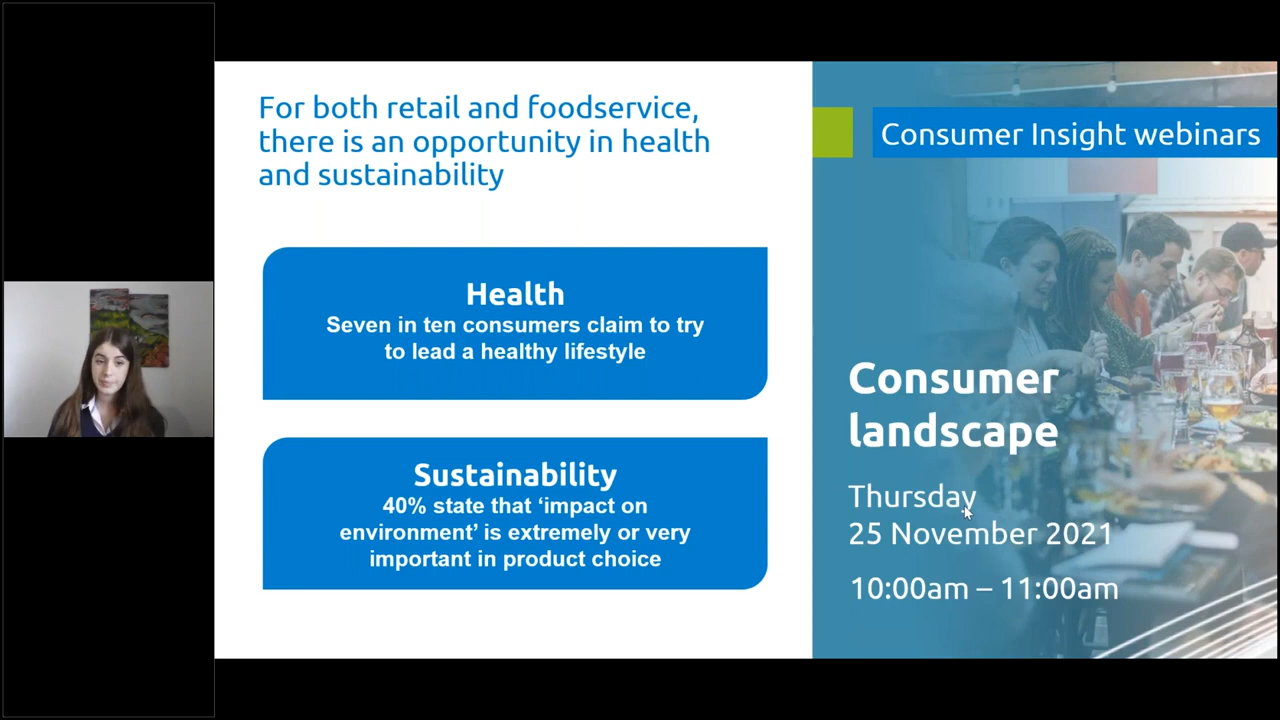 For both retail and foodservice,
there is an opportunity in health
and sustainability
Health
Seven in ten consumers claim to try
to lead a healthy lifestyle
Sustainability
40% state that ‘impact on
environment’ is extremely or very
important in product choice
Consumer Insight webinars
Consumer
landscape
Thursday
25 November 2021
10:00am – 11:00am